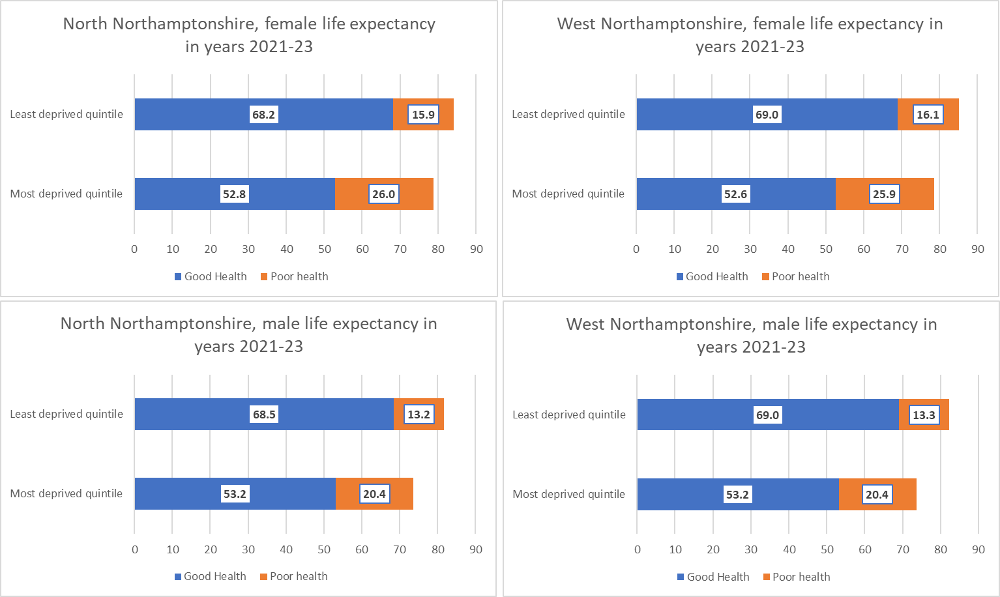 North Northamptonshire, female life expectancy
in years 2021-23
Least deprived quintile
68.2
15.9
Most deprived quintile
52.8
26.0
0 10 20 30 40 50 60 70 80 90
Good Health Poor health
West Northamptonshire, female life expectancy in
years 2021-23
Least deprived quintile
69.0
16.1
Most deprived quintile
52.6
25.9
0 10 20 30 40 50 60 70 80 90
Good Health Poor health
North Northamptonshire, male life expectancy in
years 2021-23
Least deprived quintile
68.5
13.2
Most deprived quintile
53.2
20.4
0 10 20 30 40 50 60 70 80 90
Good Health Poor health
West Northamptonshire, male life expectancy in
years 2021-23
Least deprived quintile
69.0
13.3
Most deprived quintile
53.2
20.4
0 10 20 30 40 50 60 70 80 90
Good Health Poor health